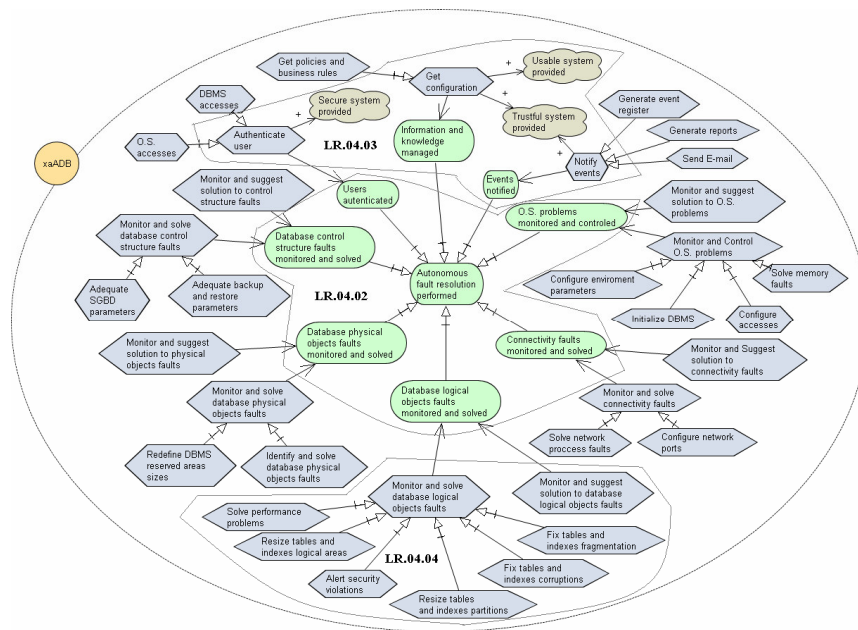 Get policies and
business rules
Get
configuration
Usable system
provided
DBMS
accesses
Secure system
provided
Trustful system
provided
Generate event
register
O.S.
accesses
Authenticate
user
LR.04.03
Information and
knowledge
managed
Generate reports
xaADB
Notify
events
Send E-mail
Monitor and suggest
solution to control
structure faults
Users
autenticated
Events
notified
Monitor and suggest
solution to O.S.
problems
O.S. problems
monitored and controled
Monitor and solve
database control
structure faults
Database control
structure faults
monitored and solved
Monitor and Control
O.S. problems
Autonomous
fault resolution
performed
Adequate
SGBD
parameters
Adequate backup
and restore
parameters
LR.04.02
Configure enviroment
parameters
Solve memory
faults
Initialize DBMS
Configure
accesses
Monitor and suggest
solution to physical
objects faults
Database physical
objects faults
monitored and solved
Connectivity faults
monitored and solved
Monitor and Suggest
solution to
connectivity faults
Monitor and solve
database physical
objects faults
Database logical
objects faults
monitored and solved
Monitor and solve
connectivity faults
Redefine DBMS
reserved areas
sizes
Identify and solve
database physical
objects faults
Solve network
proccess faults
Configure network
ports
Monitor and solve
database logical
objects faults
Monitor and suggest
solution to database
logical objects faults
Solve performance
problems
Resize tables and
indexes logical areas
Fix tables and
indexes fragmentation
LR.04.04
Alert security
violations
Fix tables and
indexes corruptions
Resize tables
and indexes partitions
+
+
+
+